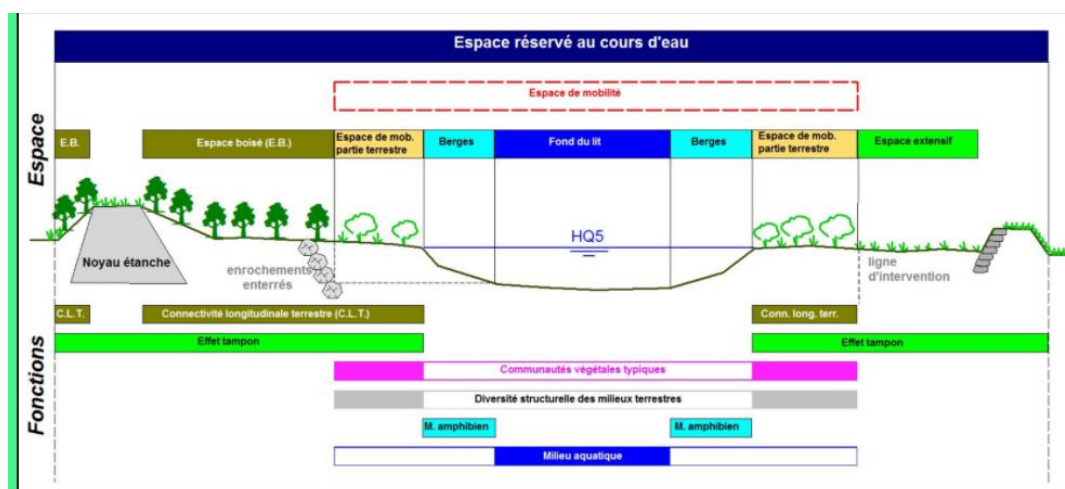 Espace réservé au cours d'eau
Espace de mobilité
Espace
E.B.
Espace boisé (E.B.)
Espace de mob.
partie terrestre
Berges
Fond du lit
Berges
Espace de mob.
partie terrestre
Espace extensif
HQ5
Noyau étanche
enrochements
enterrés
ligne
d'intervention
Fonctions
C.L.T.
Connectivité longitudinale terrestre (C.L.T.)
Conn. long. terr.
Effet tampon
Effet tampon
Communautés végétales typiques
Diversité structurelle des milieux terrestres
M. amphibien
M. amphibien
Milieu aquatique